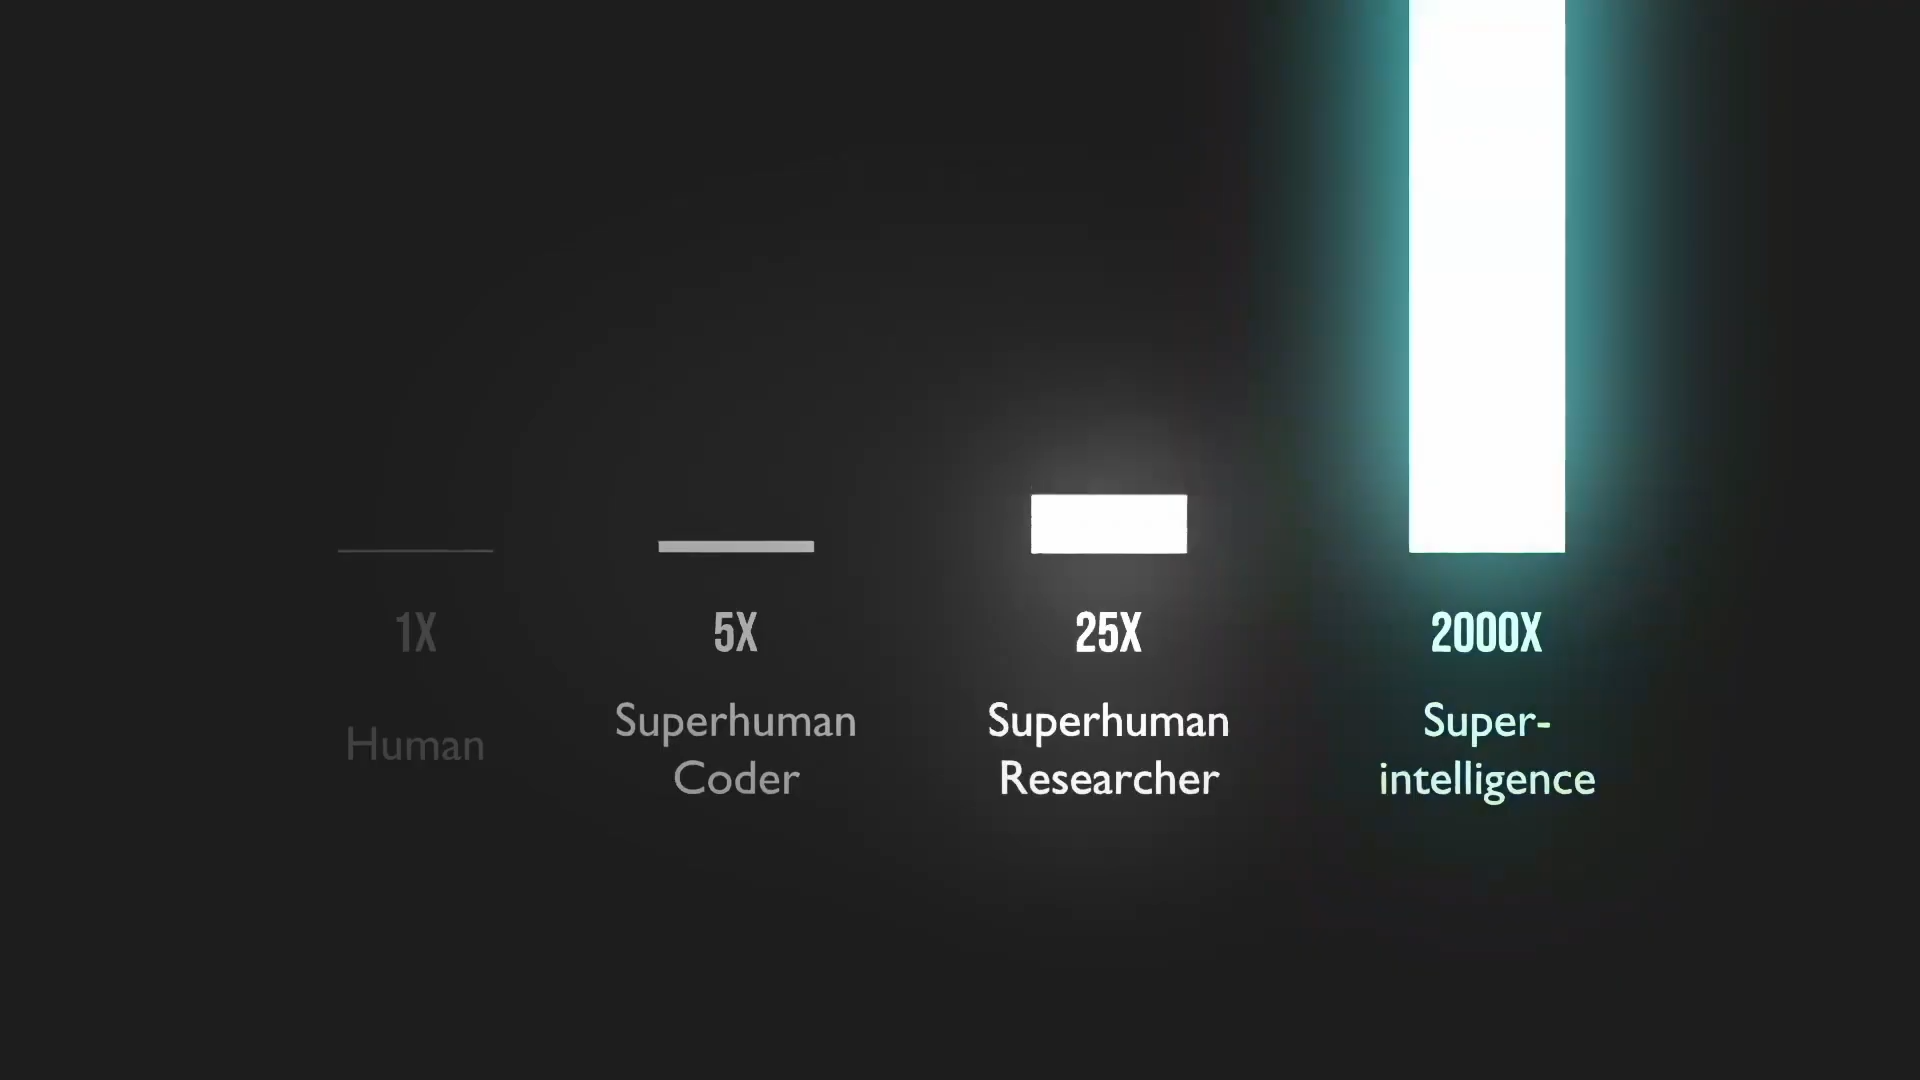 1X
5X
25X
2000X
Human
Superhuman
Coder
Superhuman
Researcher
Super-
intelligence